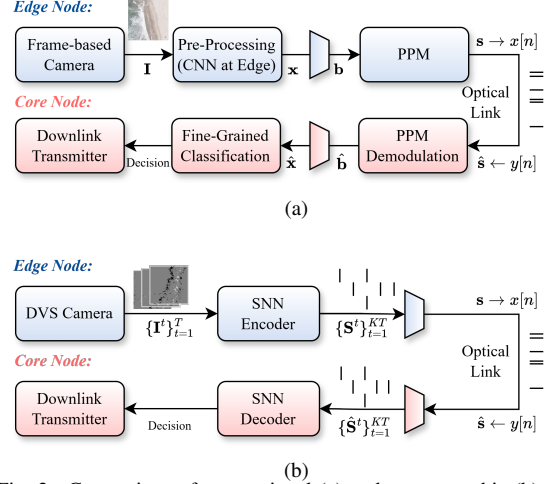 Edge Node:
Frame-based
Camera
I
Pre-Processing
(CNN at Edge)
x
b
PPM
s → x[n]
Optical
Link
Core Node:
Downlink
Transmitter
Decision
Fine-Grained
Classification
x̂
b̂
PPM
Demodulation
ŝ ← y[n]
(a)
Edge Node:
DVS Camera
{I^t}_{t=1}^{T}
SNN
Encoder
{S^t}_{t=1}^{KT}
s → x[n]
Optical
Link
Core Node:
Downlink
Transmitter
Decision
SNN
Decoder
{Ŝ^t}_{t=1}^{KT}
ŝ ← y[n]
(b)